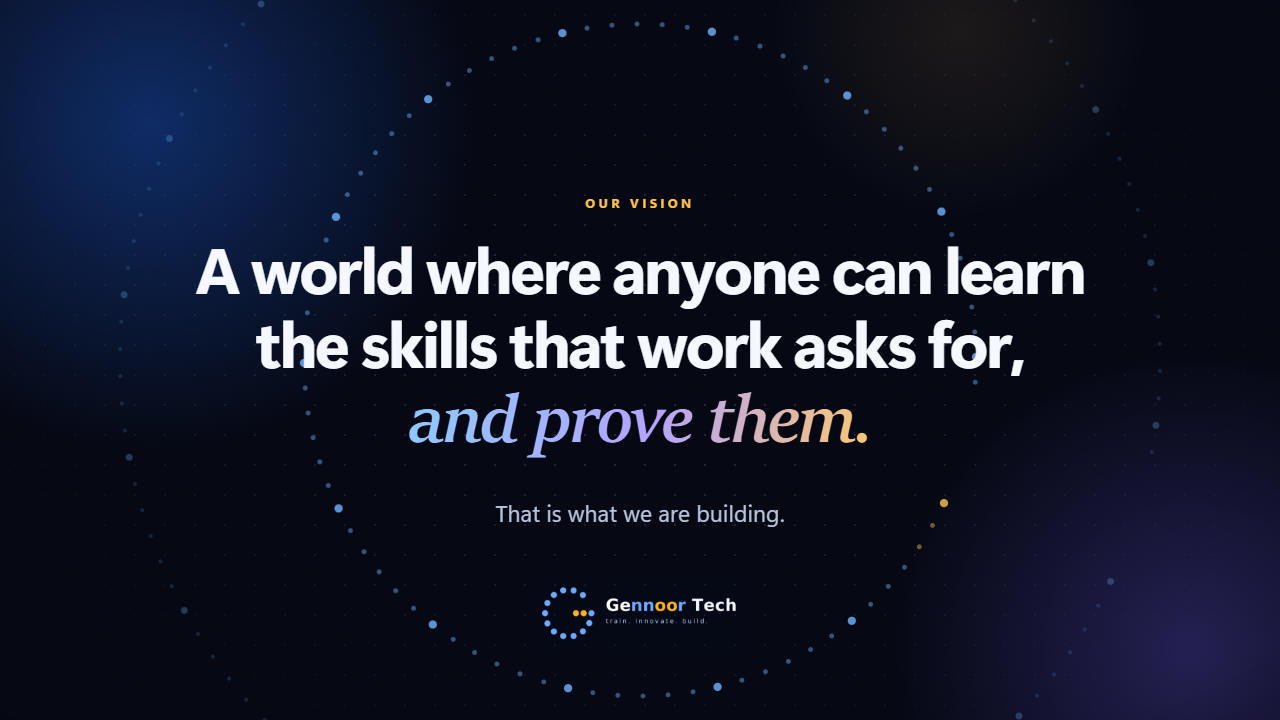 OUR VISION
A world where anyone can learn
the skills that work asks for,
and prove them.
That is what we are building.
Gennoor Tech
train. innovate. build.